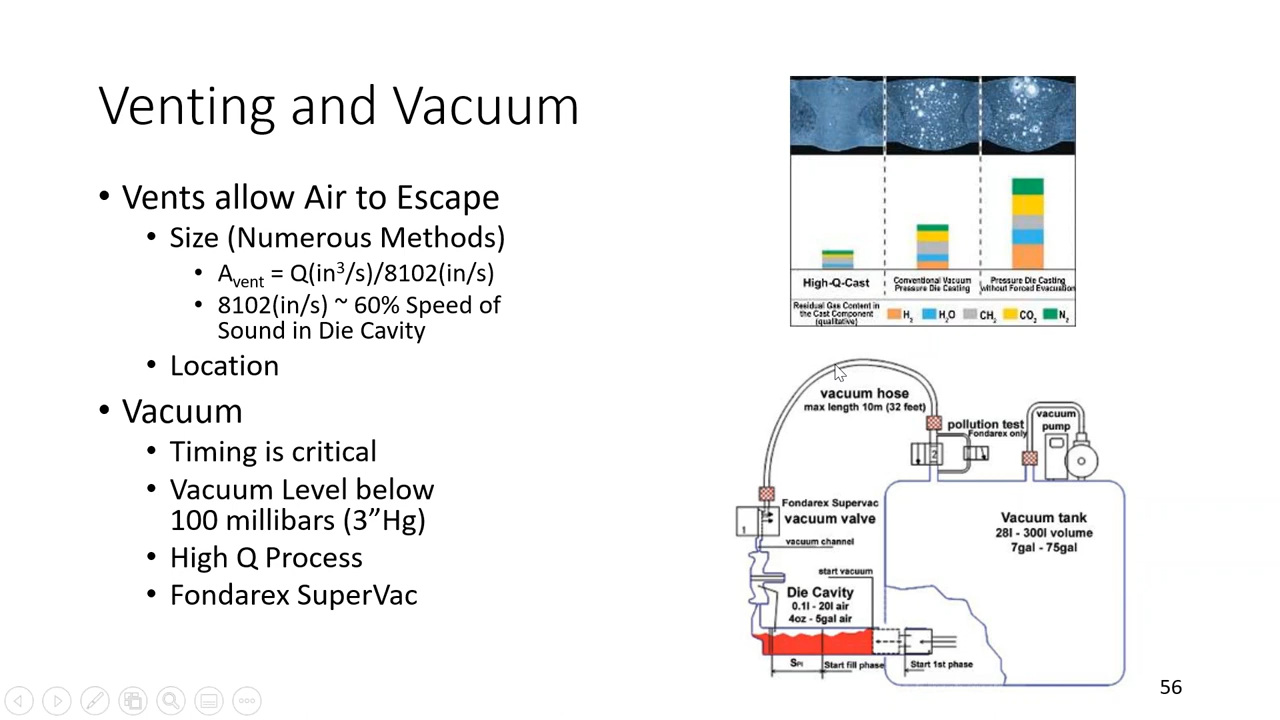 Venting and Vacuum
• Vents allow Air to Escape
• Size (Numerous Methods)
• Avent = Q(in³/s)/8102(in/s)
• 8102(in/s) ~ 60% Speed of
Sound in Die Cavity
• Location
• Vacuum
• Timing is critical
• Vacuum Level below
100 millibars (3”Hg)
• High Q Process
• Fondarex SuperVac
High-Q-Cast
Conventional Vacuum
Pressure Die Casting
Pressure Die Casting
without Forced Evacuation
Residual Gas Content in
the Cast Component
(qualitative)
H₂
H₂O
CH₂
CO₂
N₂
vacuum hose
max length 10m (32 feet)
pollution test
Fondarex only
vacuum
pump
2
Fondarex Supervac
vacuum valve
1
vacuum channel
start vacuum
Die Cavity
0.1l - 20l air
4oz - 5gal air
Vacuum tank
28l - 300l volume
7gal - 75gal
Start fill phase
Start 1st phase
56